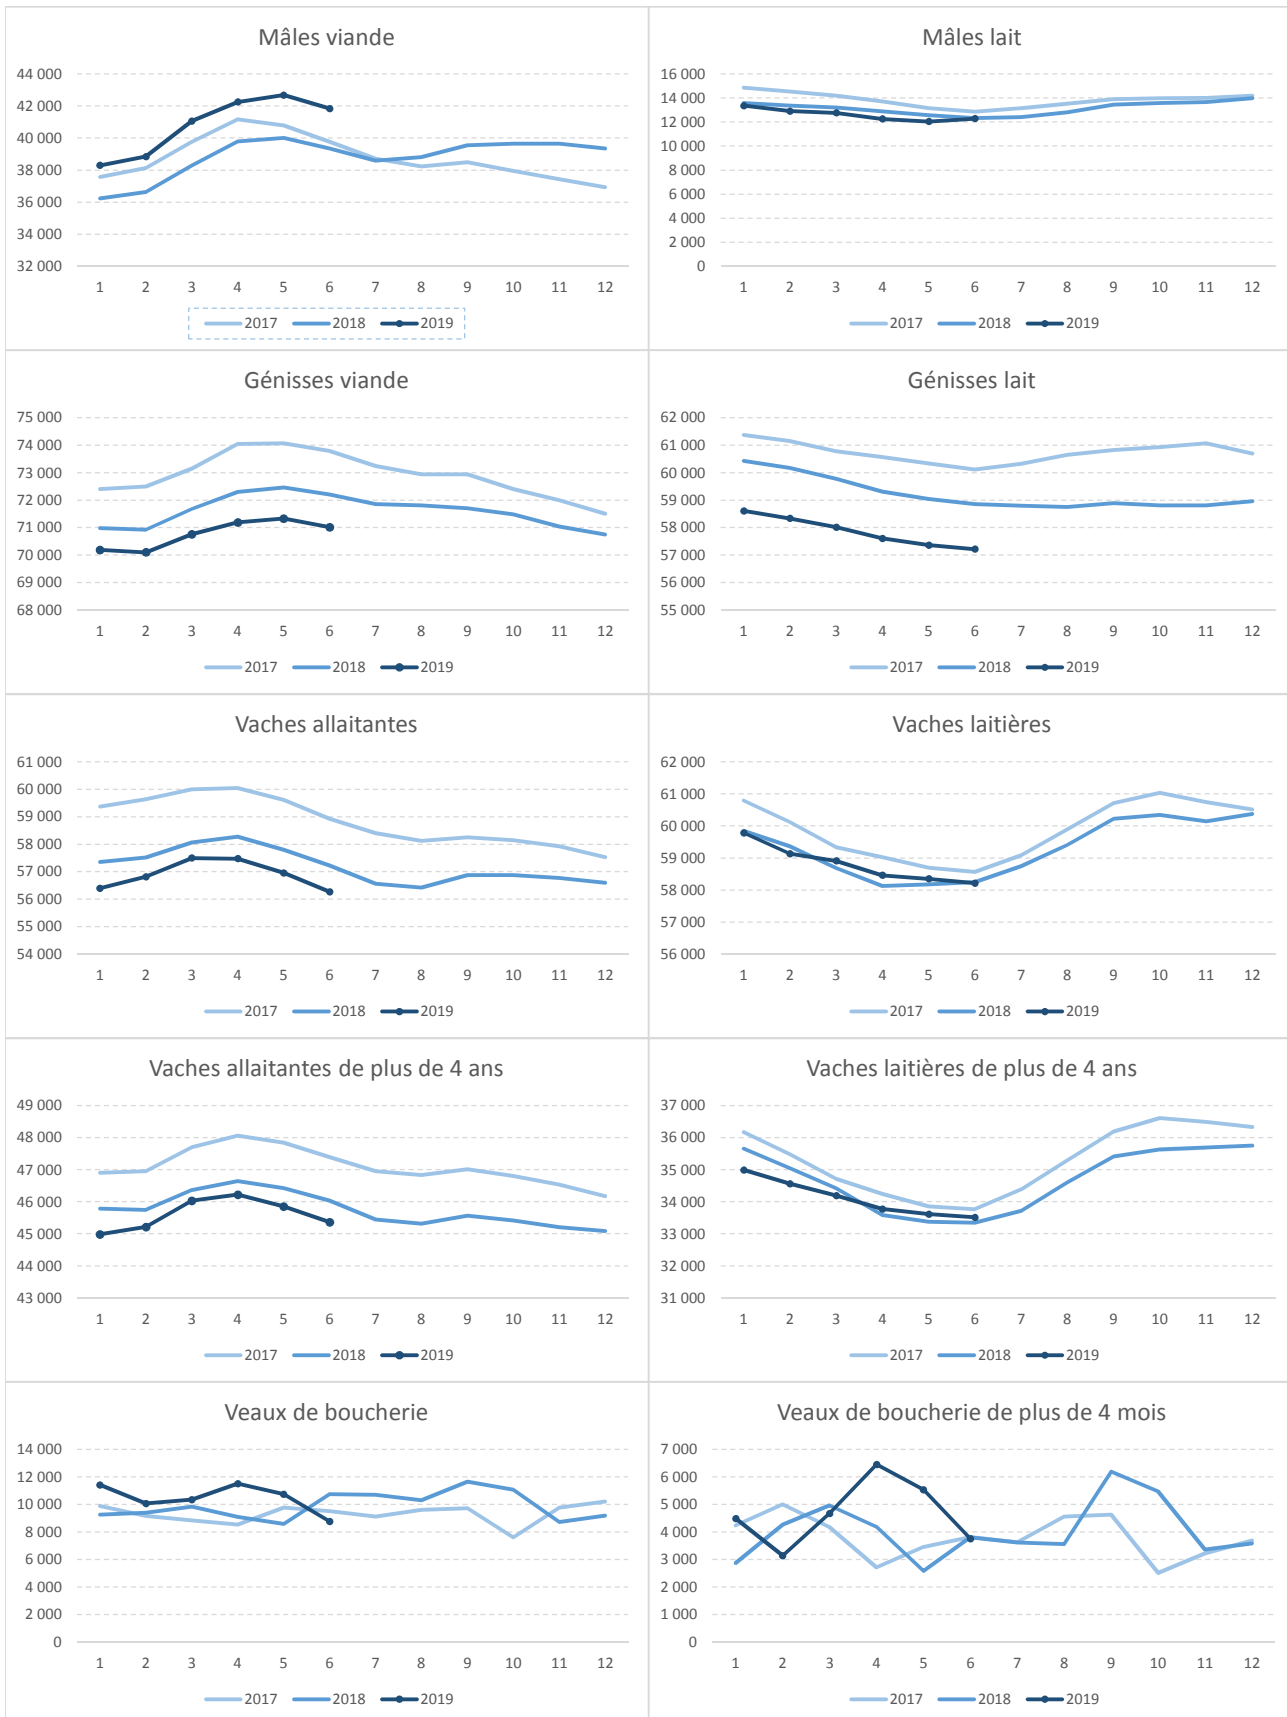 Mâles viande
44 000
42 000
40 000
38 000
36 000
34 000
32 000
1 2 3 4 5 6 7 8 9 10 11 12
2017 2018 2019
Mâles lait
16 000
14 000
12 000
10 000
8 000
6 000
4 000
2 000
0
1 2 3 4 5 6 7 8 9 10 11 12
2017 2018 2019
Génisses viande
75 000
74 000
73 000
72 000
71 000
70 000
69 000
68 000
1 2 3 4 5 6 7 8 9 10 11 12
2017 2018 2019
Génisses lait
62 000
61 000
60 000
59 000
58 000
57 000
56 000
55 000
1 2 3 4 5 6 7 8 9 10 11 12
2017 2018 2019
Vaches allaitantes
61 000
60 000
59 000
58 000
57 000
56 000
55 000
54 000
1 2 3 4 5 6 7 8 9 10 11 12
2017 2018 2019
Vaches laitières
62 000
61 000
60 000
59 000
58 000
57 000
56 000
1 2 3 4 5 6 7 8 9 10 11 12
2017 2018 2019
Vaches allaitantes de plus de 4 ans
49 000
48 000
47 000
46 000
45 000
44 000
43 000
1 2 3 4 5 6 7 8 9 10 11 12
2017 2018 2019
Vaches laitières de plus de 4 ans
37 000
36 000
35 000
34 000
33 000
32 000
31 000
1 2 3 4 5 6 7 8 9 10 11 12
2017 2018 2019
Veaux de boucherie
14 000
12 000
10 000
8 000
6 000
4 000
2 000
0
1 2 3 4 5 6 7 8 9 10 11 12
2017 2018 2019
Veaux de boucherie de plus de 4 mois
7 000
6 000
5 000
4 000
3 000
2 000
1 000
0
1 2 3 4 5 6 7 8 9 10 11 12
2017 2018 2019